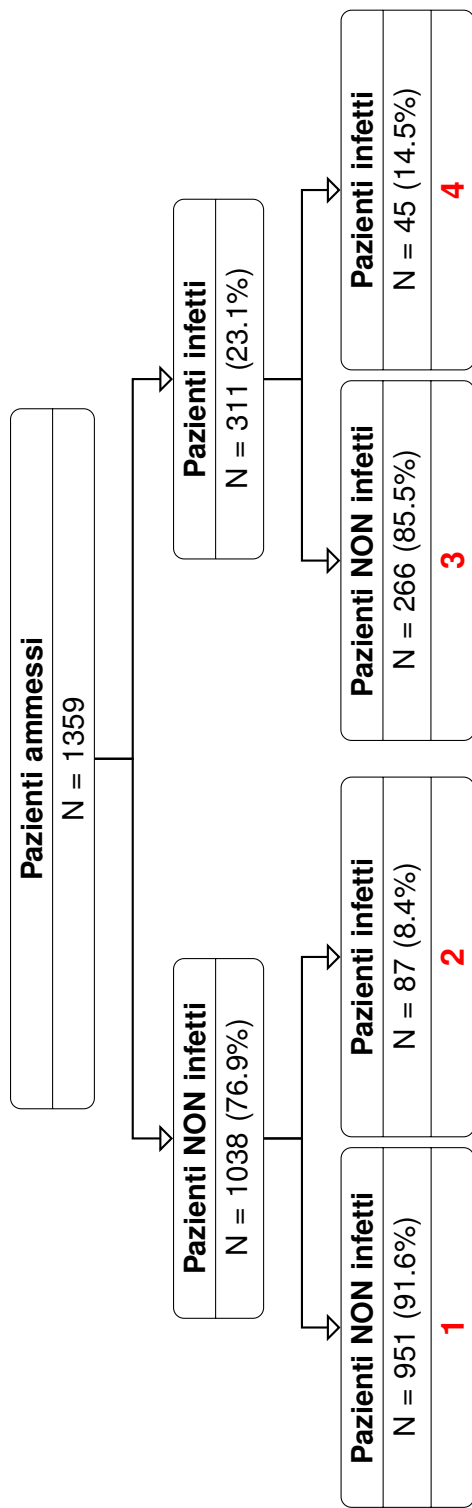 Pazienti ammessi
N = 1359
Pazienti NON infetti
N = 1038 (76.9%)
Pazienti infetti
N = 311 (23.1%)
Pazienti NON infetti
N = 951 (91.6%)
1
Pazienti infetti
N = 87 (8.4%)
2
Pazienti NON infetti
N = 266 (85.5%)
3
Pazienti infetti
N = 45 (14.5%)
4